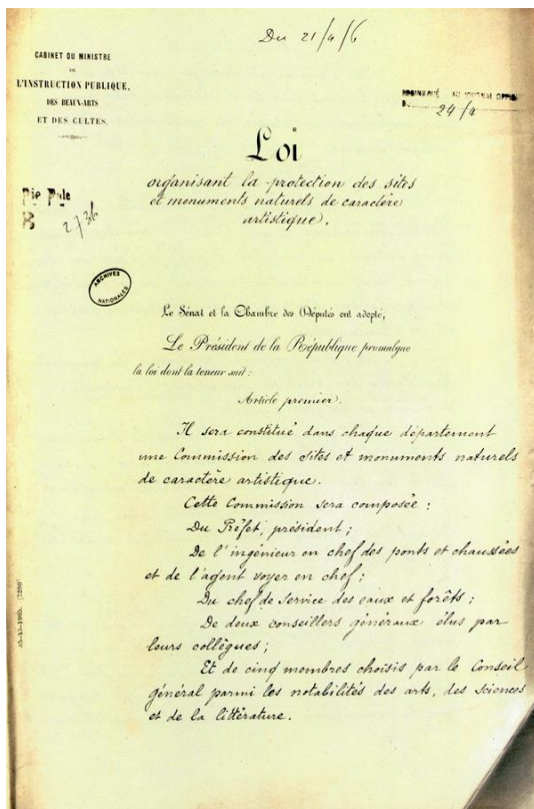 Du 21/4/6
CABINET DU MINISTRE
DE
L'INSTRUCTION PUBLIQUE,
DES BEAUX-ARTS
ET DES CULTES.
AU JOURNAL OFFICIEL
24/4
Loi
organisant la protection des sites
et monuments naturels de caractère
artistique.
B 2736
ARCHIVES
NATIONALES
Le Sénat et la Chambre des Députés ont adopté,
Le Président de la République promulgue
la loi dont la teneur suit :
Article premier.
Il sera constitué dans chaque département
une Commission des sites et monuments naturels
de caractère artistique.
Cette Commission sera composée :
Du Préfet, président ;
De l'ingénieur en chef des ponts et chaussées
et de l'agent voyer en chef ;
Du chef de Service des eaux et forêts ;
De deux conseillers généraux élus par
leurs collègues ;
Et de cinq membres choisis par le Conseil
général parmi les notabilités des arts, des sciences
et de la littérature.